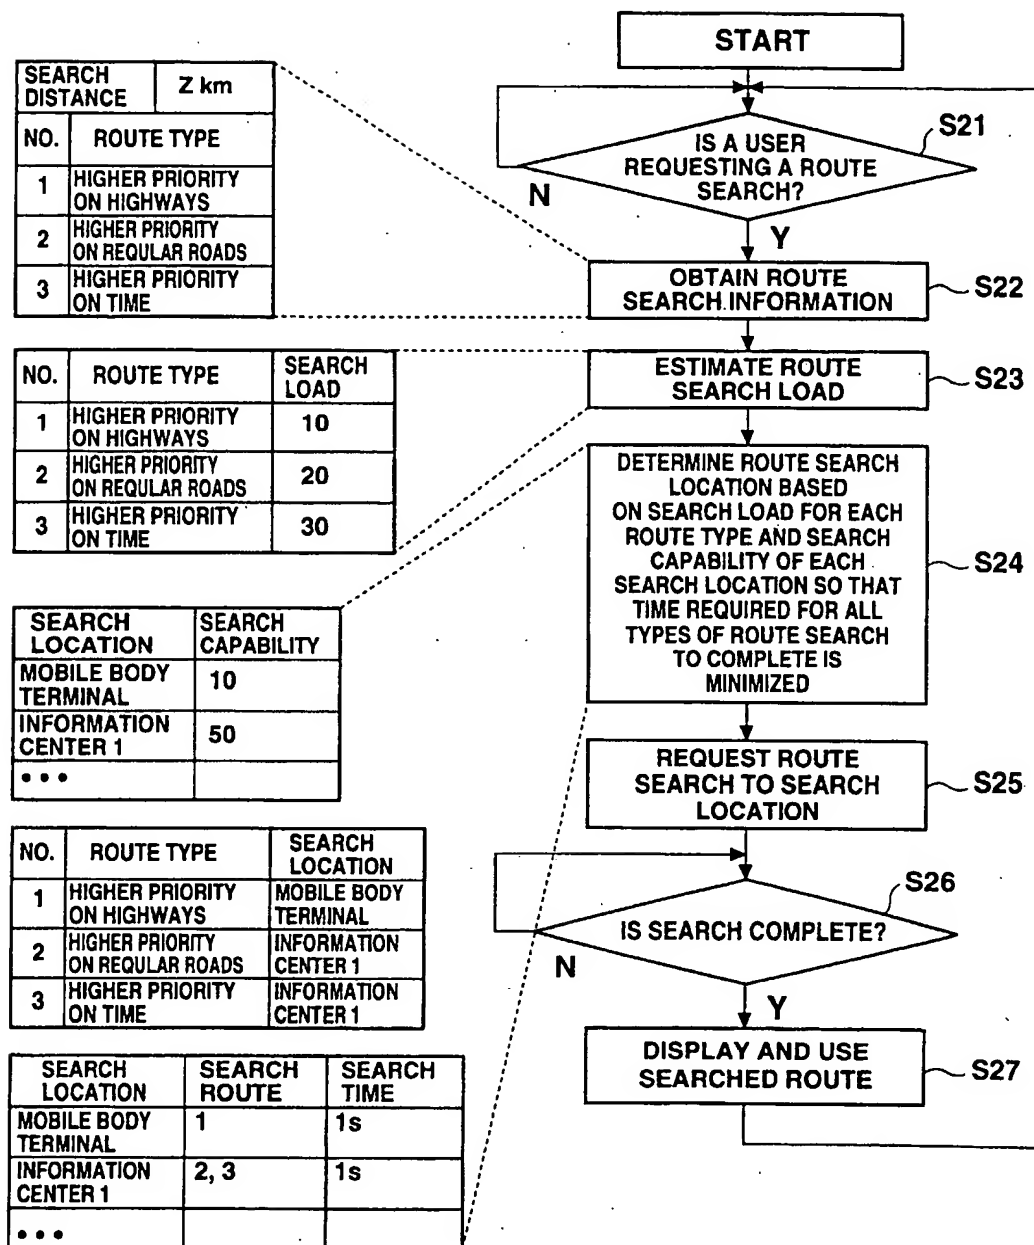 START
IS A USER
REQUESTING A ROUTE
SEARCH?
S21
N
Y
OBTAIN ROUTE
SEARCH INFORMATION
S22
ESTIMATE ROUTE
SEARCH LOAD
S23
DETERMINE ROUTE SEARCH
LOCATION BASED
ON SEARCH LOAD FOR EACH
ROUTE TYPE AND SEARCH
CAPABILITY OF EACH
SEARCH LOCATION SO THAT
TIME REQUIRED FOR ALL
TYPES OF ROUTE SEARCH
TO COMPLETE IS
MINIMIZED
S24
REQUEST ROUTE
SEARCH TO SEARCH
LOCATION
S25
IS SEARCH COMPLETE?
S26
N
Y
DISPLAY AND USE
SEARCHED ROUTE
S27
SEARCH
DISTANCE
Z km
NO. ROUTE TYPE
1 HIGHER PRIORITY
ON HIGHWAYS
2 HIGHER PRIORITY
ON REQULAR ROADS
3 HIGHER PRIORITY
ON TIME
NO. ROUTE TYPE SEARCH
LOAD
1 HIGHER PRIORITY
ON HIGHWAYS
10
2 HIGHER PRIORITY
ON REQULAR ROADS
20
3 HIGHER PRIORITY
ON TIME
30
SEARCH
LOCATION
SEARCH
CAPABILITY
MOBILE BODY
TERMINAL
10
INFORMATION
CENTER 1
50
• • •
NO. ROUTE TYPE SEARCH
LOCATION
1 HIGHER PRIORITY
ON HIGHWAYS
MOBILE BODY
TERMINAL
2 HIGHER PRIORITY
ON REQULAR ROADS
INFORMATION
CENTER 1
3 HIGHER PRIORITY
ON TIME
INFORMATION
CENTER 1
SEARCH
LOCATION
SEARCH
ROUTE
SEARCH
TIME
MOBILE BODY
TERMINAL
1
1s
INFORMATION
CENTER 1
2, 3
1s
• • •